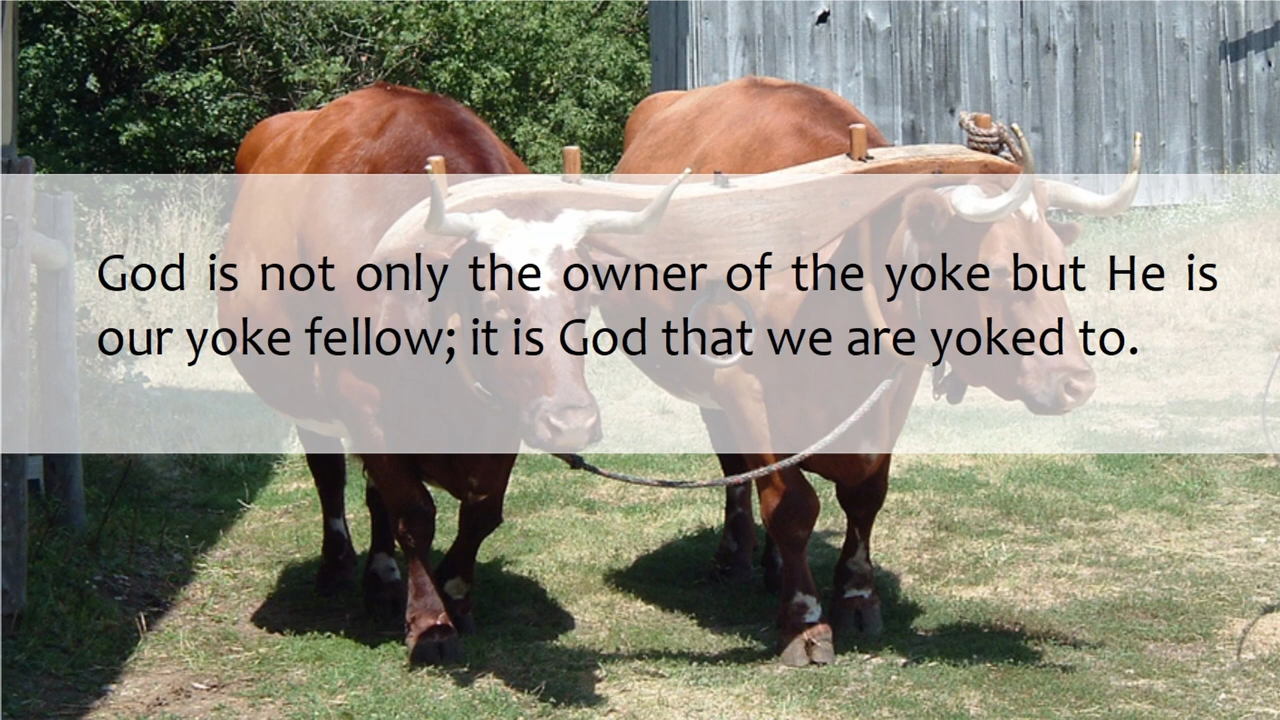 God is not only the owner of the yoke but He is
our yoke fellow; it is God that we are yoked to.